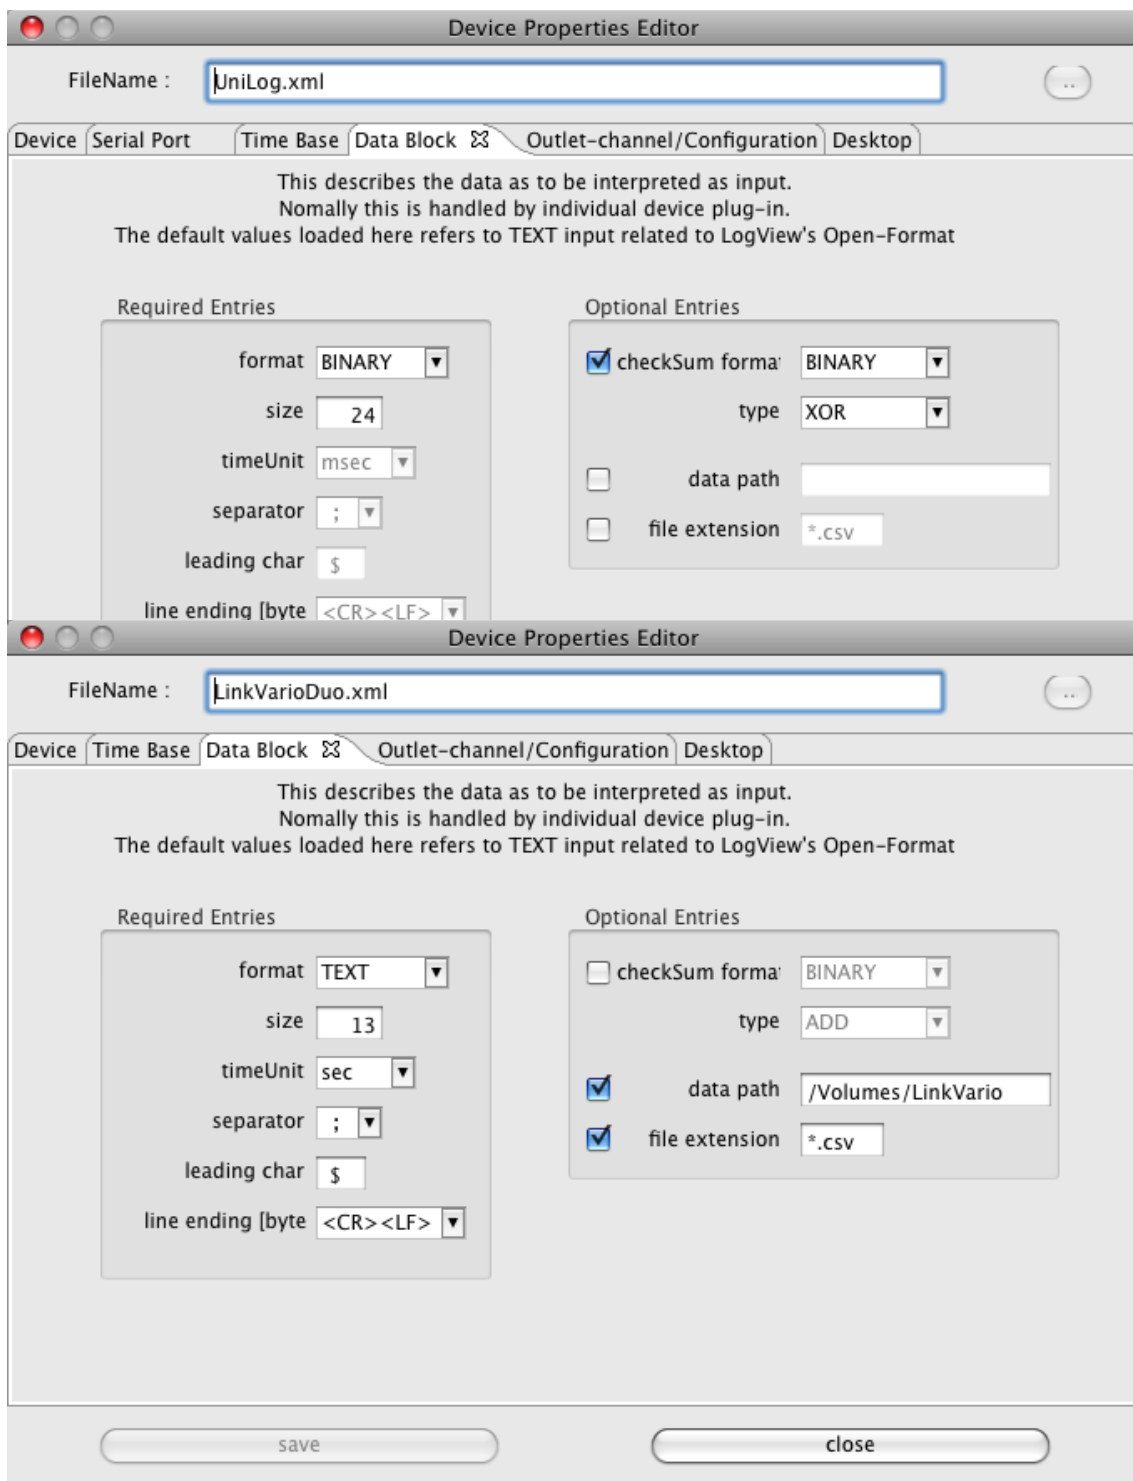 Device Properties Editor
FileName : UniLog.xml ..
Device Serial Port Time Base Data Block Outlet-channel/Configuration Desktop
This describes the data as to be interpreted as input.
Nomally this is handled by individual device plug-in.
The default values loaded here refers to TEXT input related to LogView's Open-Format
Required Entries
format BINARY
size 24
timeUnit msec
separator ;
leading char $
line ending [byte <CR><LF>
Optional Entries
checkSum forma BINARY
type XOR
data path
file extension *.csv
Device Properties Editor
FileName : LinkVarioDuo.xml ..
Device Time Base Data Block Outlet-channel/Configuration Desktop
This describes the data as to be interpreted as input.
Nomally this is handled by individual device plug-in.
The default values loaded here refers to TEXT input related to LogView's Open-Format
Required Entries
format TEXT
size 13
timeUnit sec
separator ;
leading char $
line ending [byte <CR><LF>
Optional Entries
checkSum forma BINARY
type ADD
data path /Volumes/LinkVario
file extension *.csv
save close